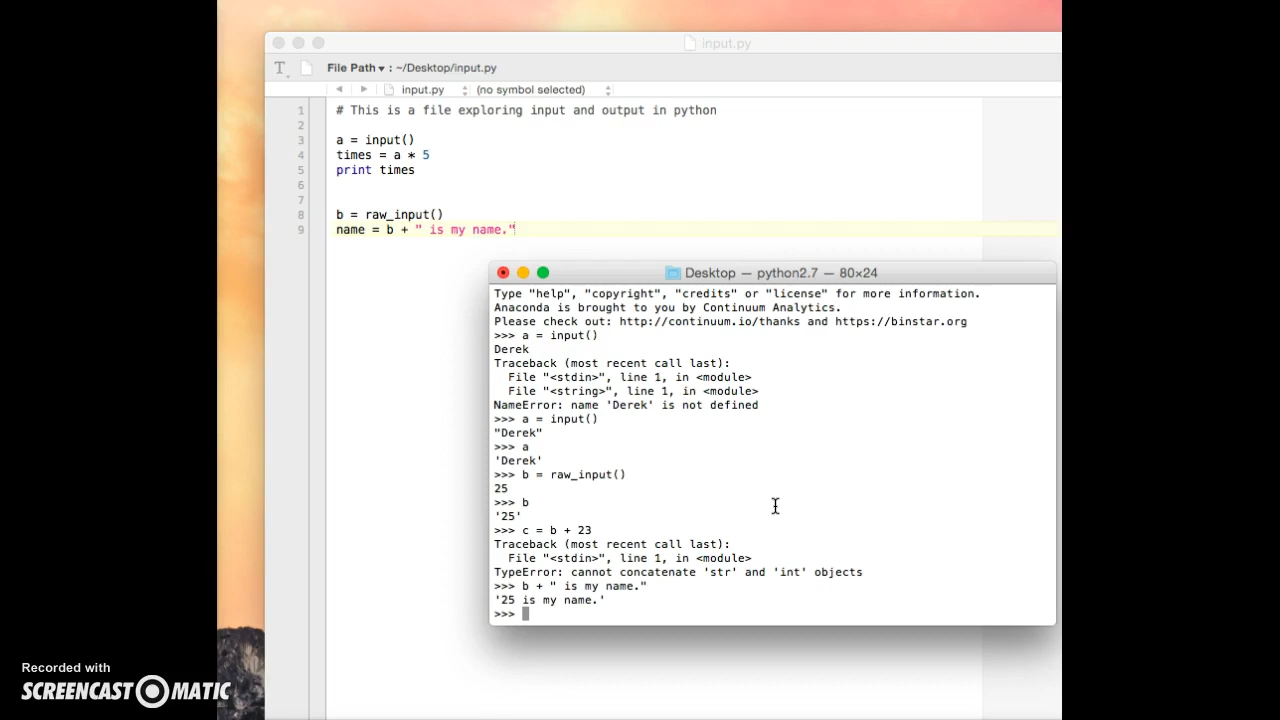 input.py
File Path ▾ : ~/Desktop/input.py
input.py (no symbol selected)
1 # This is a file exploring input and output in python
2
3 a = input()
4 times = a * 5
5 print times
6
7
8 b = raw_input()
9 name = b + " is my name."
Desktop — python2.7 — 80×24
Type "help", "copyright", "credits" or "license" for more information.
Anaconda is brought to you by Continuum Analytics.
Please check out: http://continuum.io/thanks and https://binstar.org
>>> a = input()
Derek
Traceback (most recent call last):
  File "<stdin>", line 1, in <module>
  File "<string>", line 1, in <module>
NameError: name 'Derek' is not defined
>>> a = input()
"Derek"
>>> a
'Derek'
>>> b = raw_input()
25
>>> b
'25'
>>> c = b + 23
Traceback (most recent call last):
  File "<stdin>", line 1, in <module>
TypeError: cannot concatenate 'str' and 'int' objects
>>> b + " is my name."
'25 is my name.'
>>>
Recorded with
SCREENCAST O MATIC